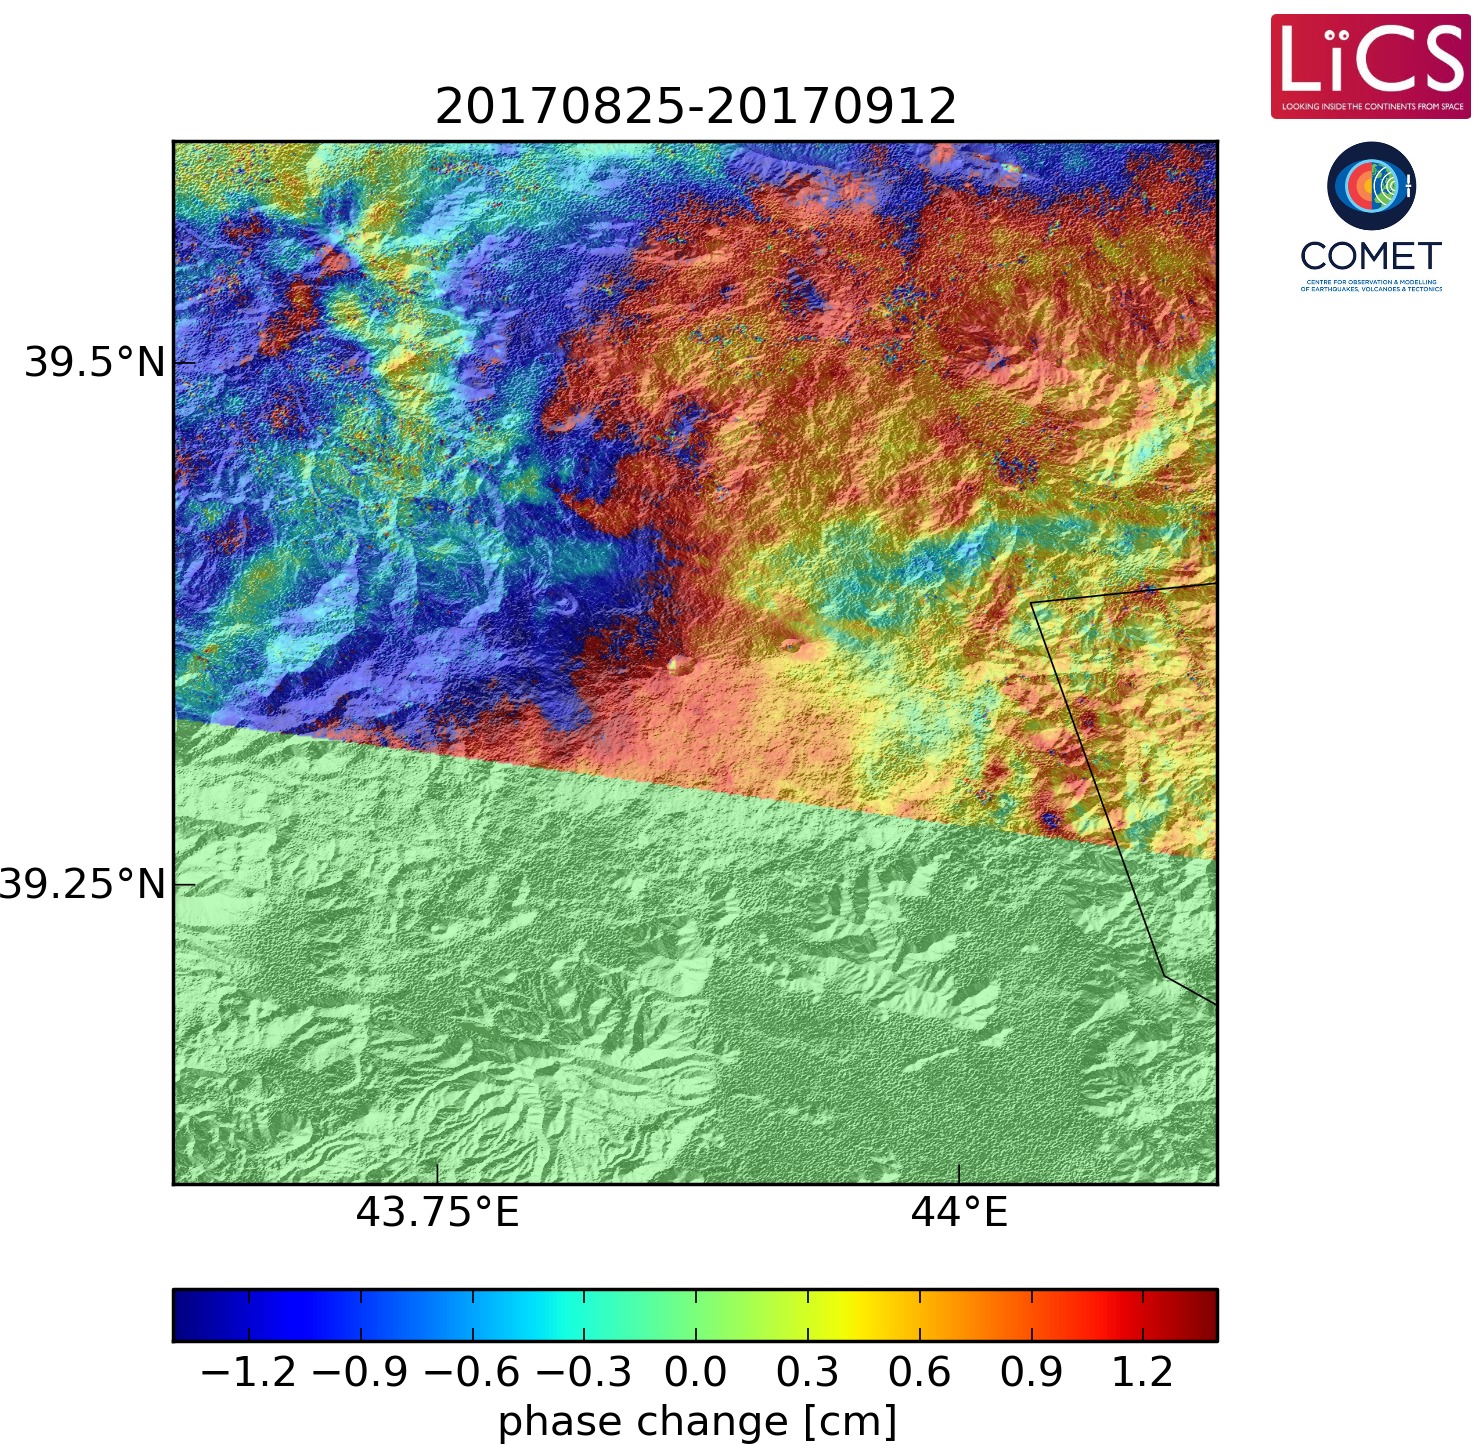 LïCS
LOOKING INSIDE THE CONTINENTS FROM SPACE
20170825-20170912
COMET
CENTRE FOR OBSERVATION & MODELLING
OF EARTHQUAKES, VOLCANOES & TECTONICS
39.5°N
39.25°N
43.75°E 44°E
−1.2 −0.9 −0.6 −0.3 0.0 0.3 0.6 0.9 1.2
phase change [cm]